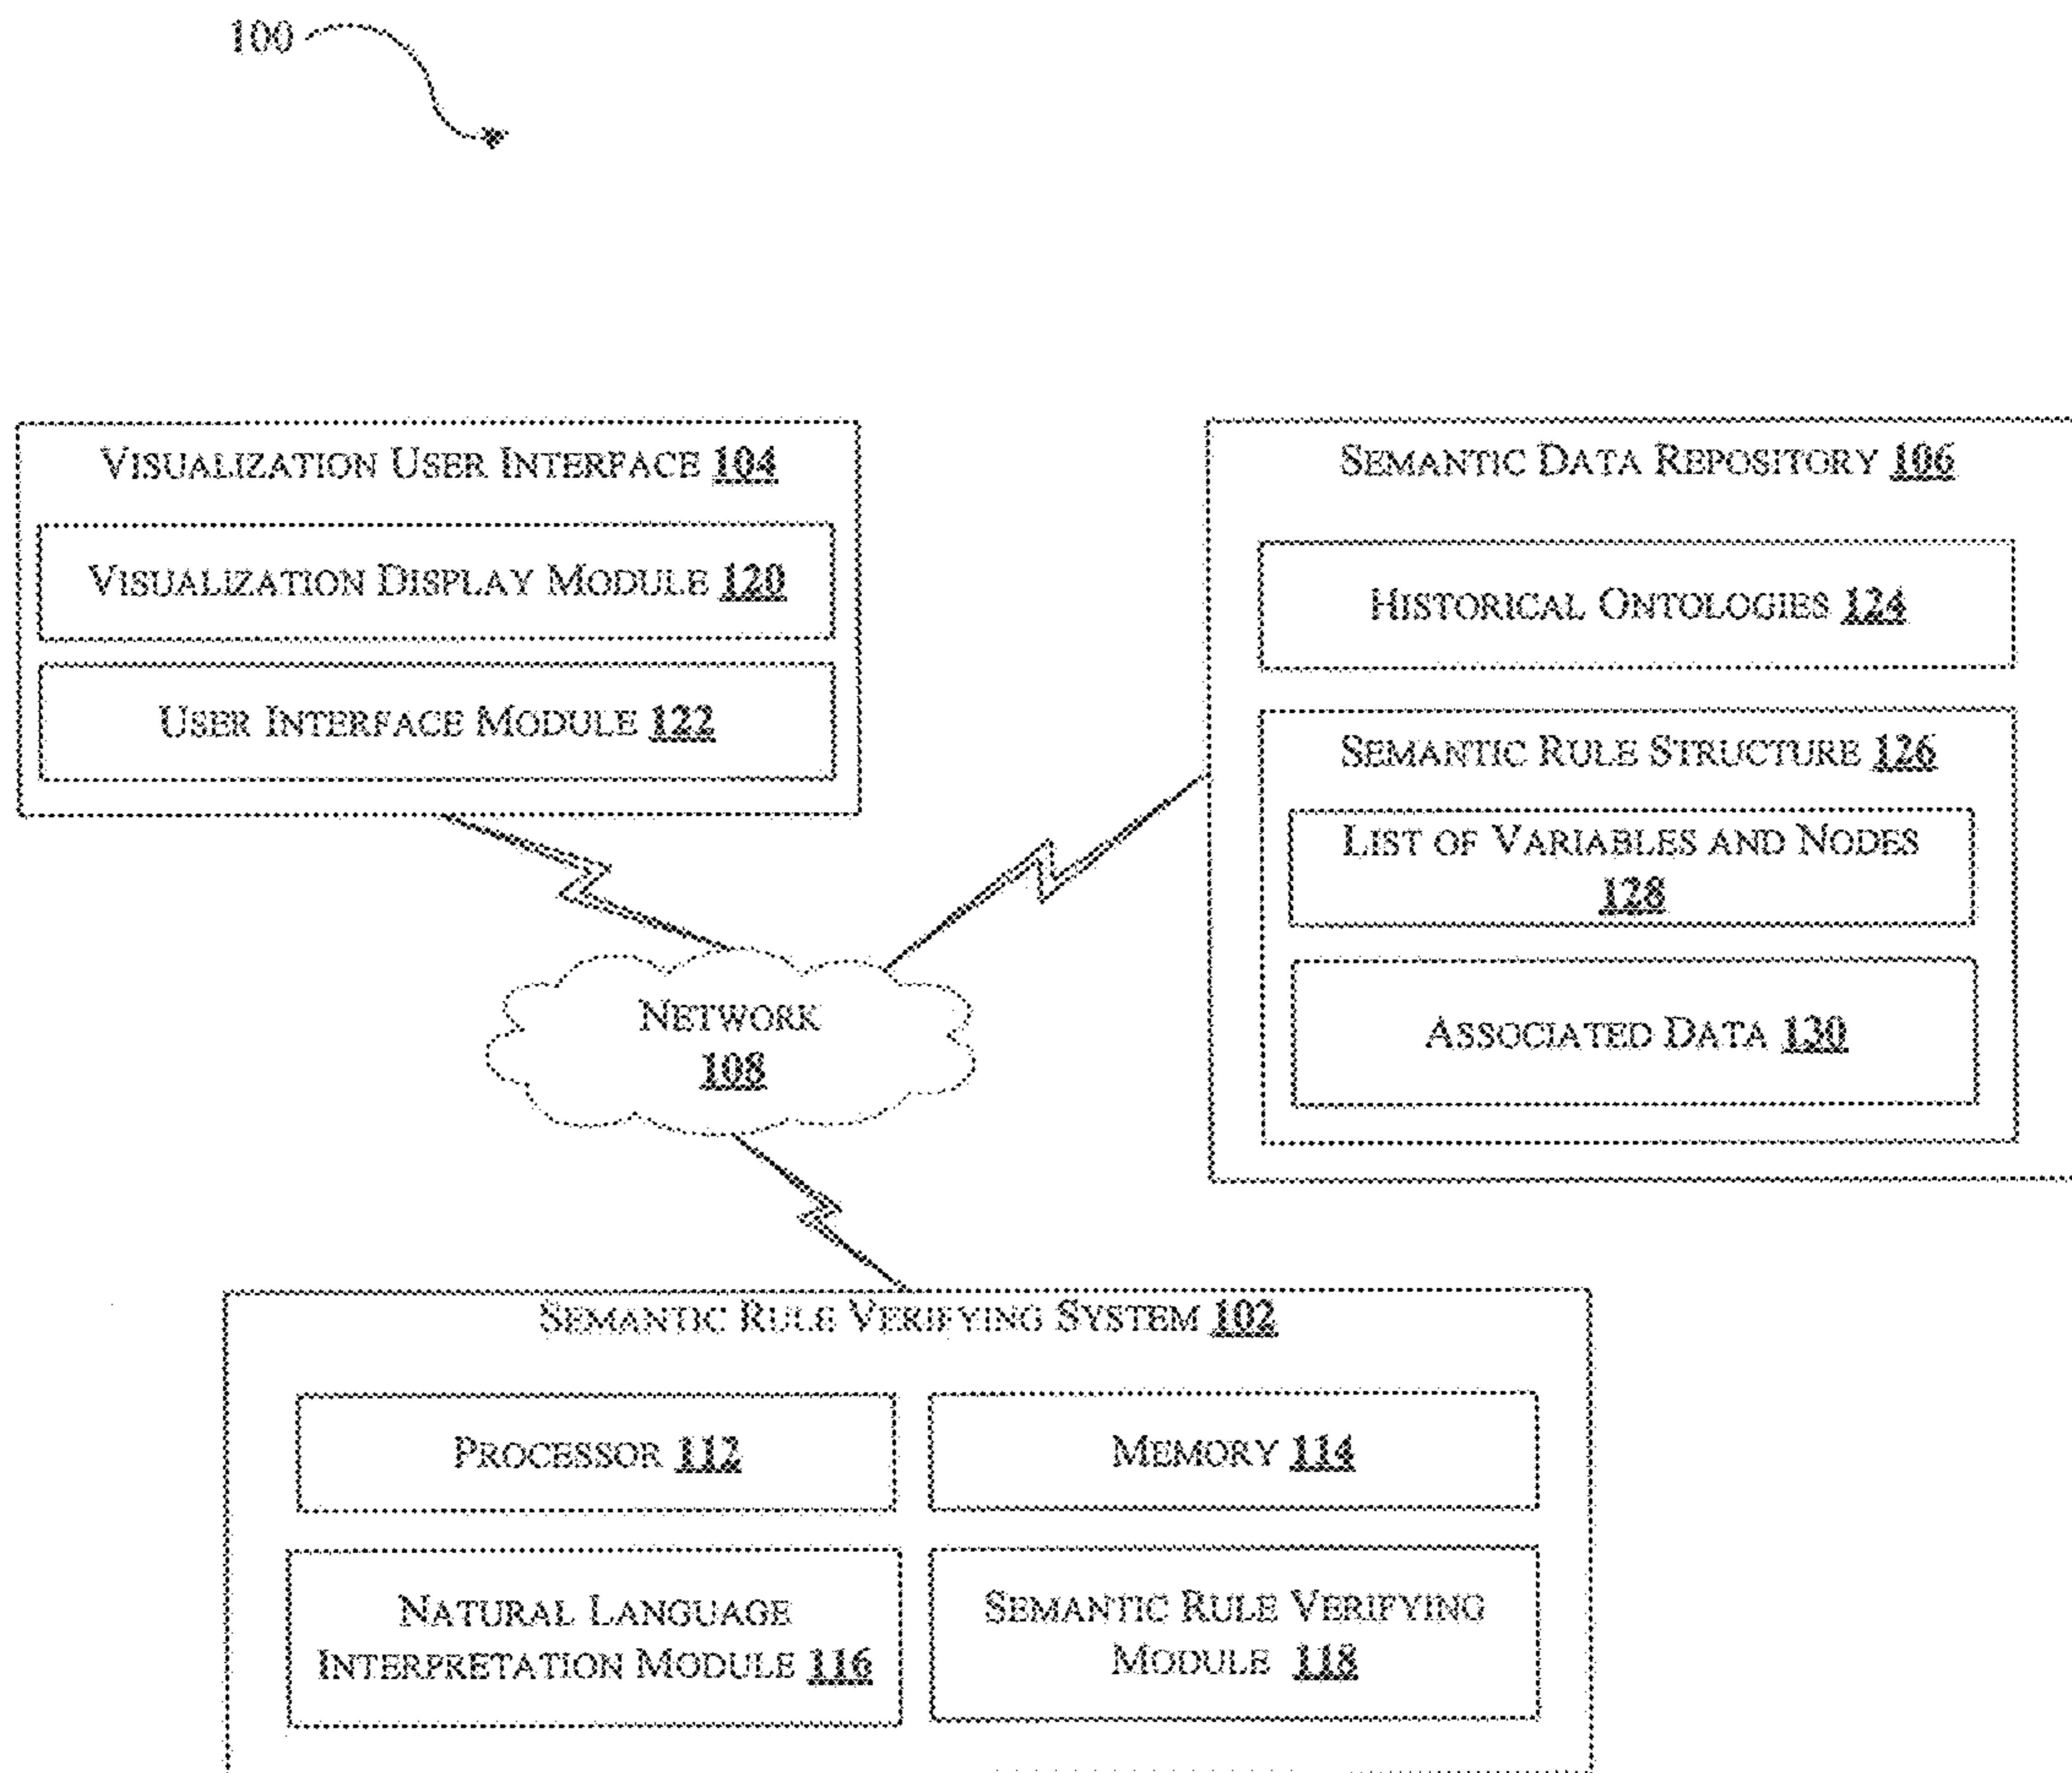 100
VISUALIZATION USER INTERFACE 104
VISUALIZATION DISPLAY MODULE 120
USER INTERFACE MODULE 122
SEMANTIC DATA REPOSITORY 106
HISTORICAL ONTOLOGIES 124
SEMANTIC RULE STRUCTURE 126
LIST OF VARIABLES AND NODES
128
ASSOCIATED DATA 130
NETWORK
108
SEMANTIC RULE VERIFYING SYSTEM 102
PROCESSOR 112
MEMORY 114
NATURAL LANGUAGE
INTERPRETATION MODULE 116
SEMANTIC RULE VERIFYING
MODULE 118